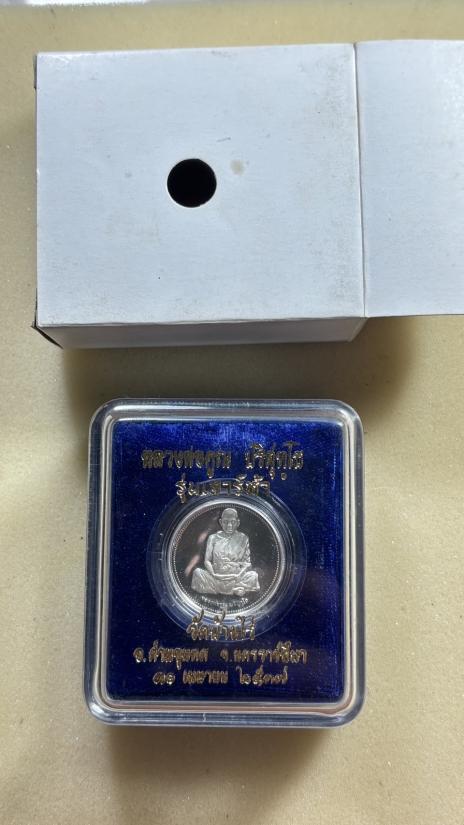 หลวงพ่อคูณ ปริสุทฺโธ
รุ่นเสาร์ห้า
วัดบ้านไร่
อ.ด่านขุนทด จ.นครราชสีมา
๓๐ เมษายน ๒๕๓๗